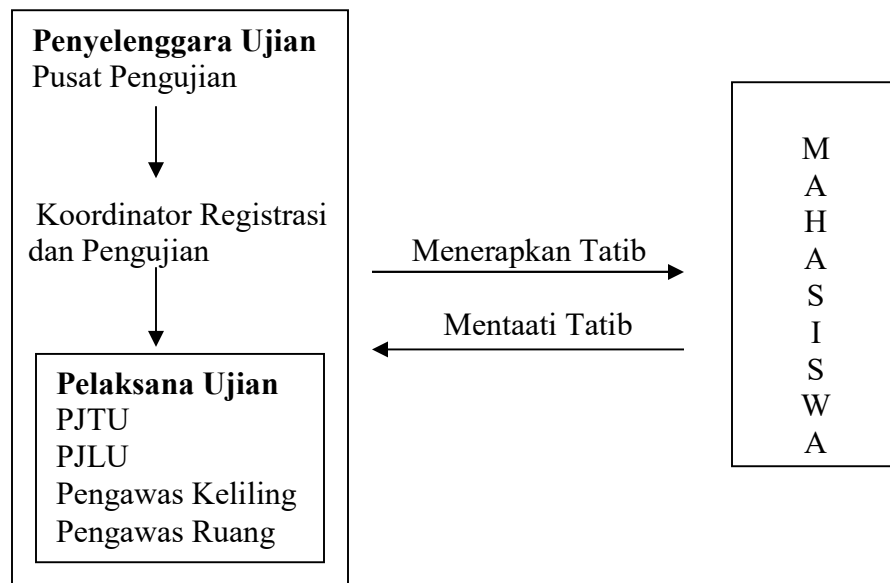 Penyelenggara Ujian
Pusat Pengujian
Koordinator Registrasi
dan Pengujian
Pelaksana Ujian
PJTU
PJLU
Pengawas Keliling
Pengawas Ruang
Menerapkan Tatib
Mentaati Tatib
M
A
H
A
S
I
S
W
A